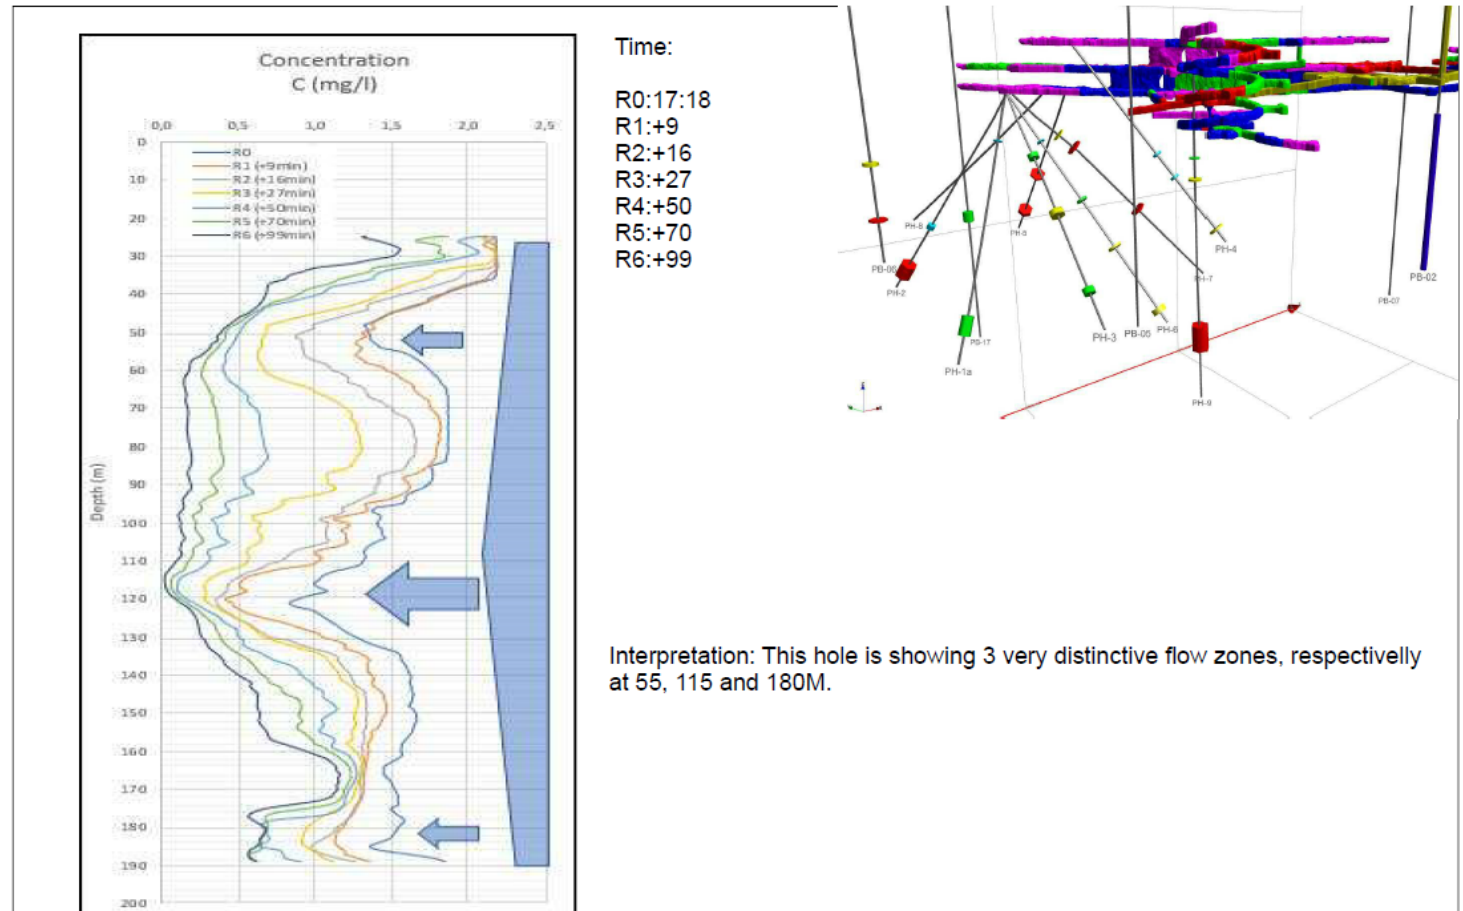 Concentration
C (mg/l)
0,0 0,5 1,0 1,5 2,0 2,5
0
10
20
30
40
50
60
70
80
90
100
110
120
130
140
150
160
170
180
190
200
Depth (m)
R0
R1 (+9min)
R2 (+16min)
R3 (+27min)
R4 (+50min)
R5 (+70min)
R6 (+99min)
Time:
R0:17:18
R1:+9
R2:+16
R3:+27
R4:+50
R5:+70
R6:+99
PH-8
PH-4
PB-06
PH-7
PB-02
PH-2
PB-07
PH-3
PB-05
PH-6
PH-1a
PH-9
Interpretation: This hole is showing 3 very distinctive flow zones, respectivelly
at 55, 115 and 180M.